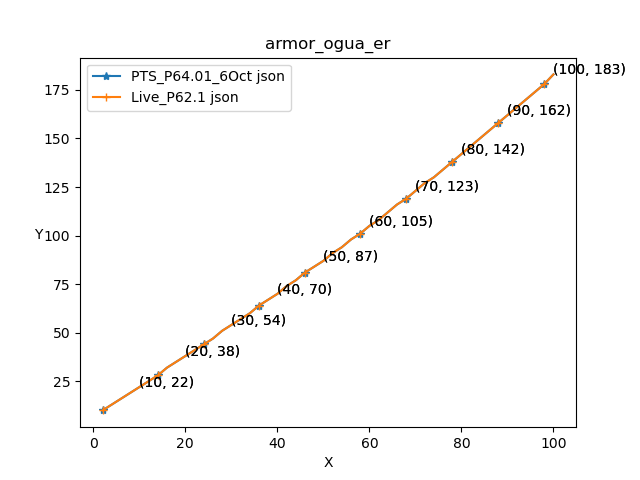 armor_ogua_er
PTS_P64.01_6Oct json
Live_P62.1 json
(100, 183)
(90, 162)
(80, 142)
(70, 123)
(60, 105)
(50, 87)
(40, 70)
(30, 54)
(20, 38)
(10, 22)
175
150
125
100
75
50
25
Y
0 20 40 60 80 100
X